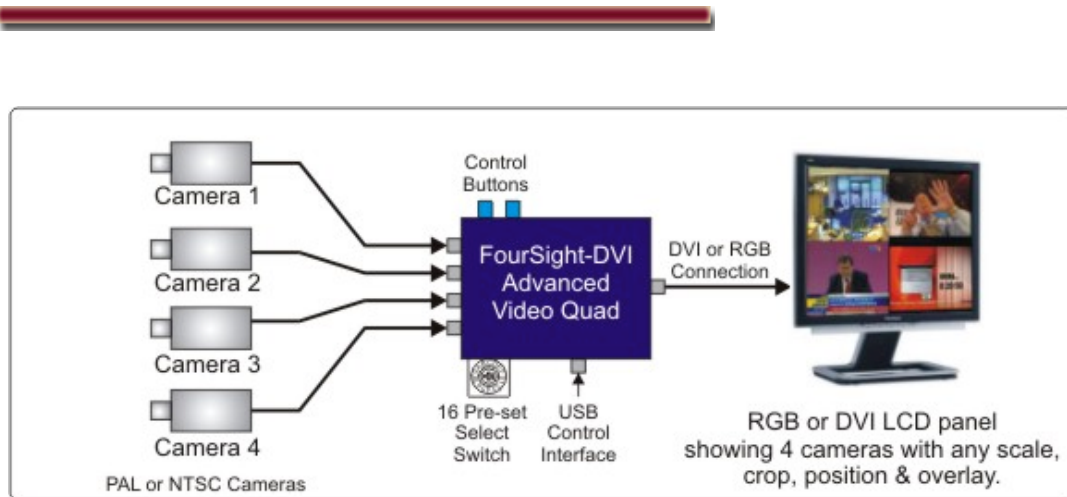 Camera 1
Camera 2
Camera 3
Camera 4
PAL or NTSC Cameras
Control
Buttons
FourSight-DVI
Advanced
Video Quad
16 Pre-set
Select
Switch
USB
Control
Interface
DVI or RGB
Connection
RGB or DVI LCD panel
showing 4 cameras with any scale,
crop, position & overlay.